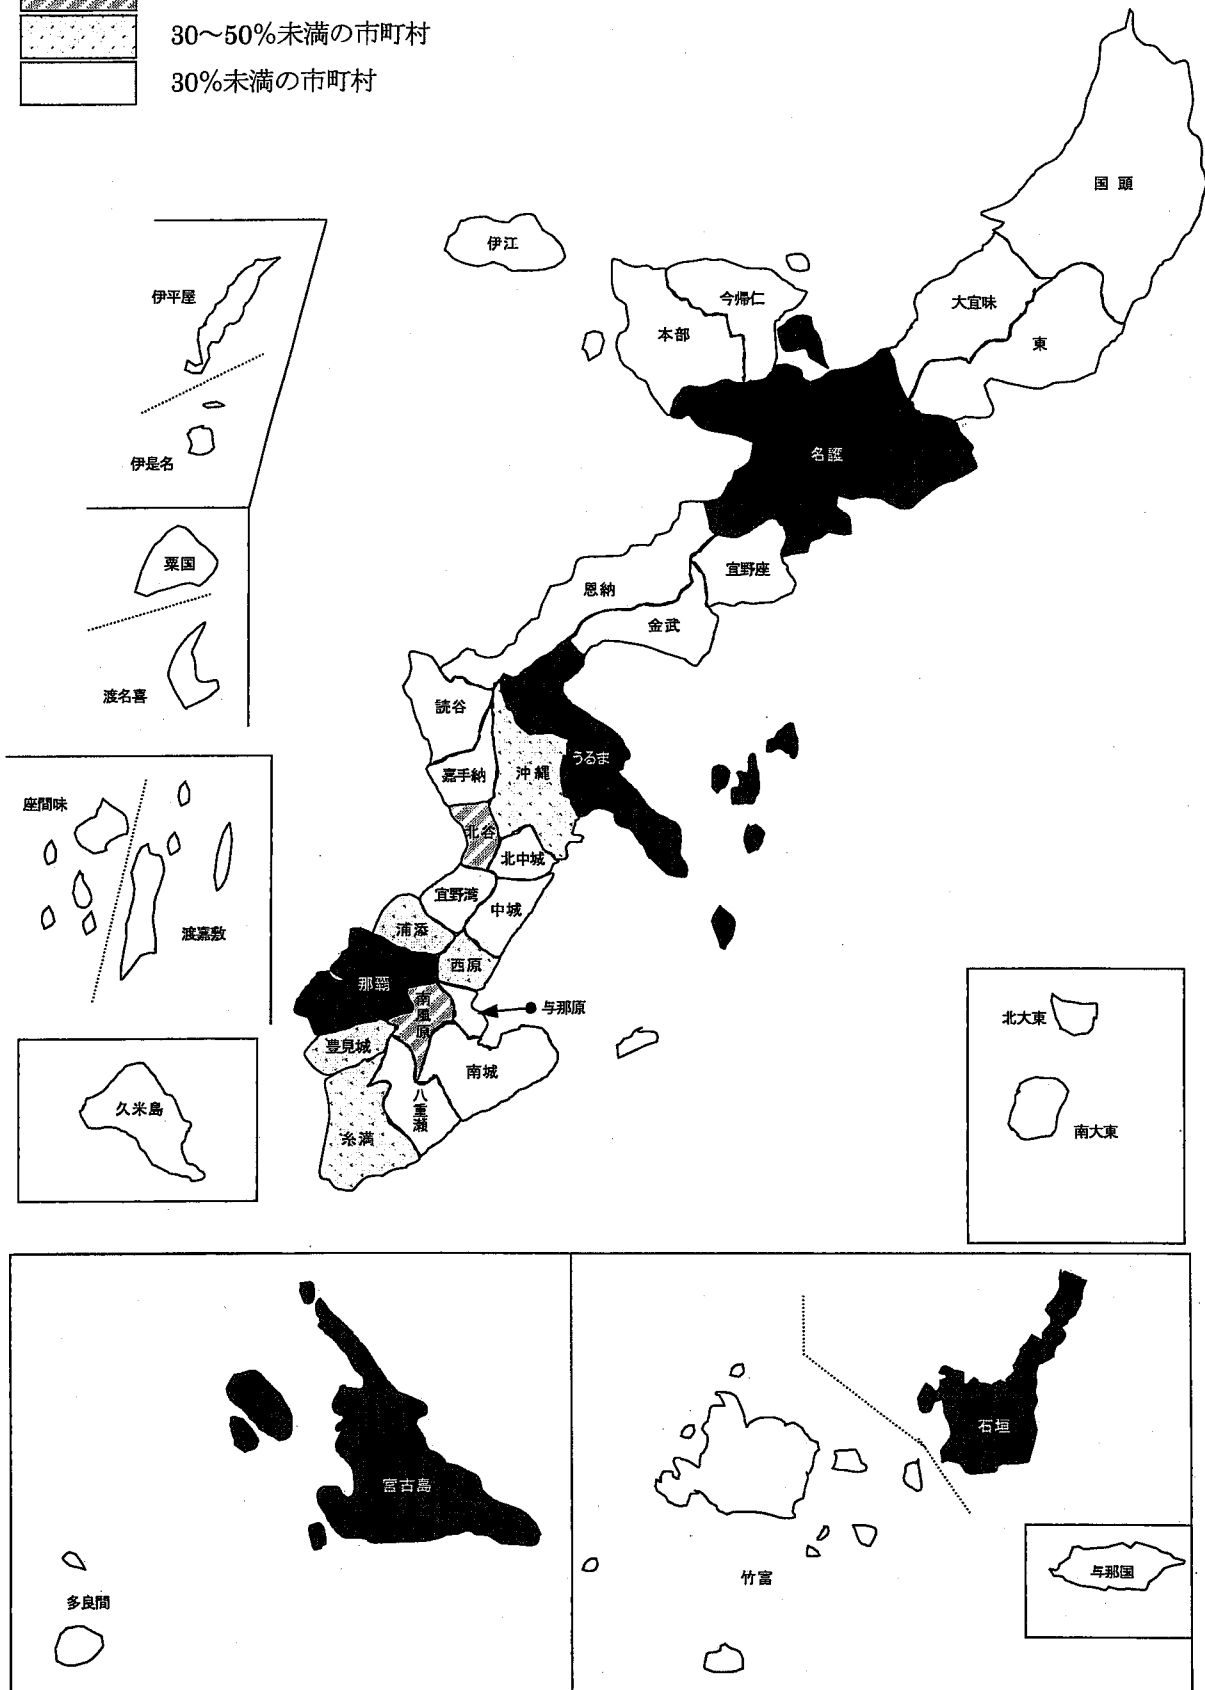 30～50%未満の市町村
30%未満の市町村
国頭
伊江
伊平屋
今帰仁
大宜味
本部
東
名護
伊是名
粟国
恩納
宜野座
金武
渡名喜
読谷
うるま
嘉手納
沖縄
座間味
北谷
北中城
宜野湾
中城
浦添
渡嘉敷
西原
那覇
南風原
与那原
北大東
豊見城
南城
八重瀬
久米島
糸満
南大東
石垣
宮古島
与那国
竹富
多良間